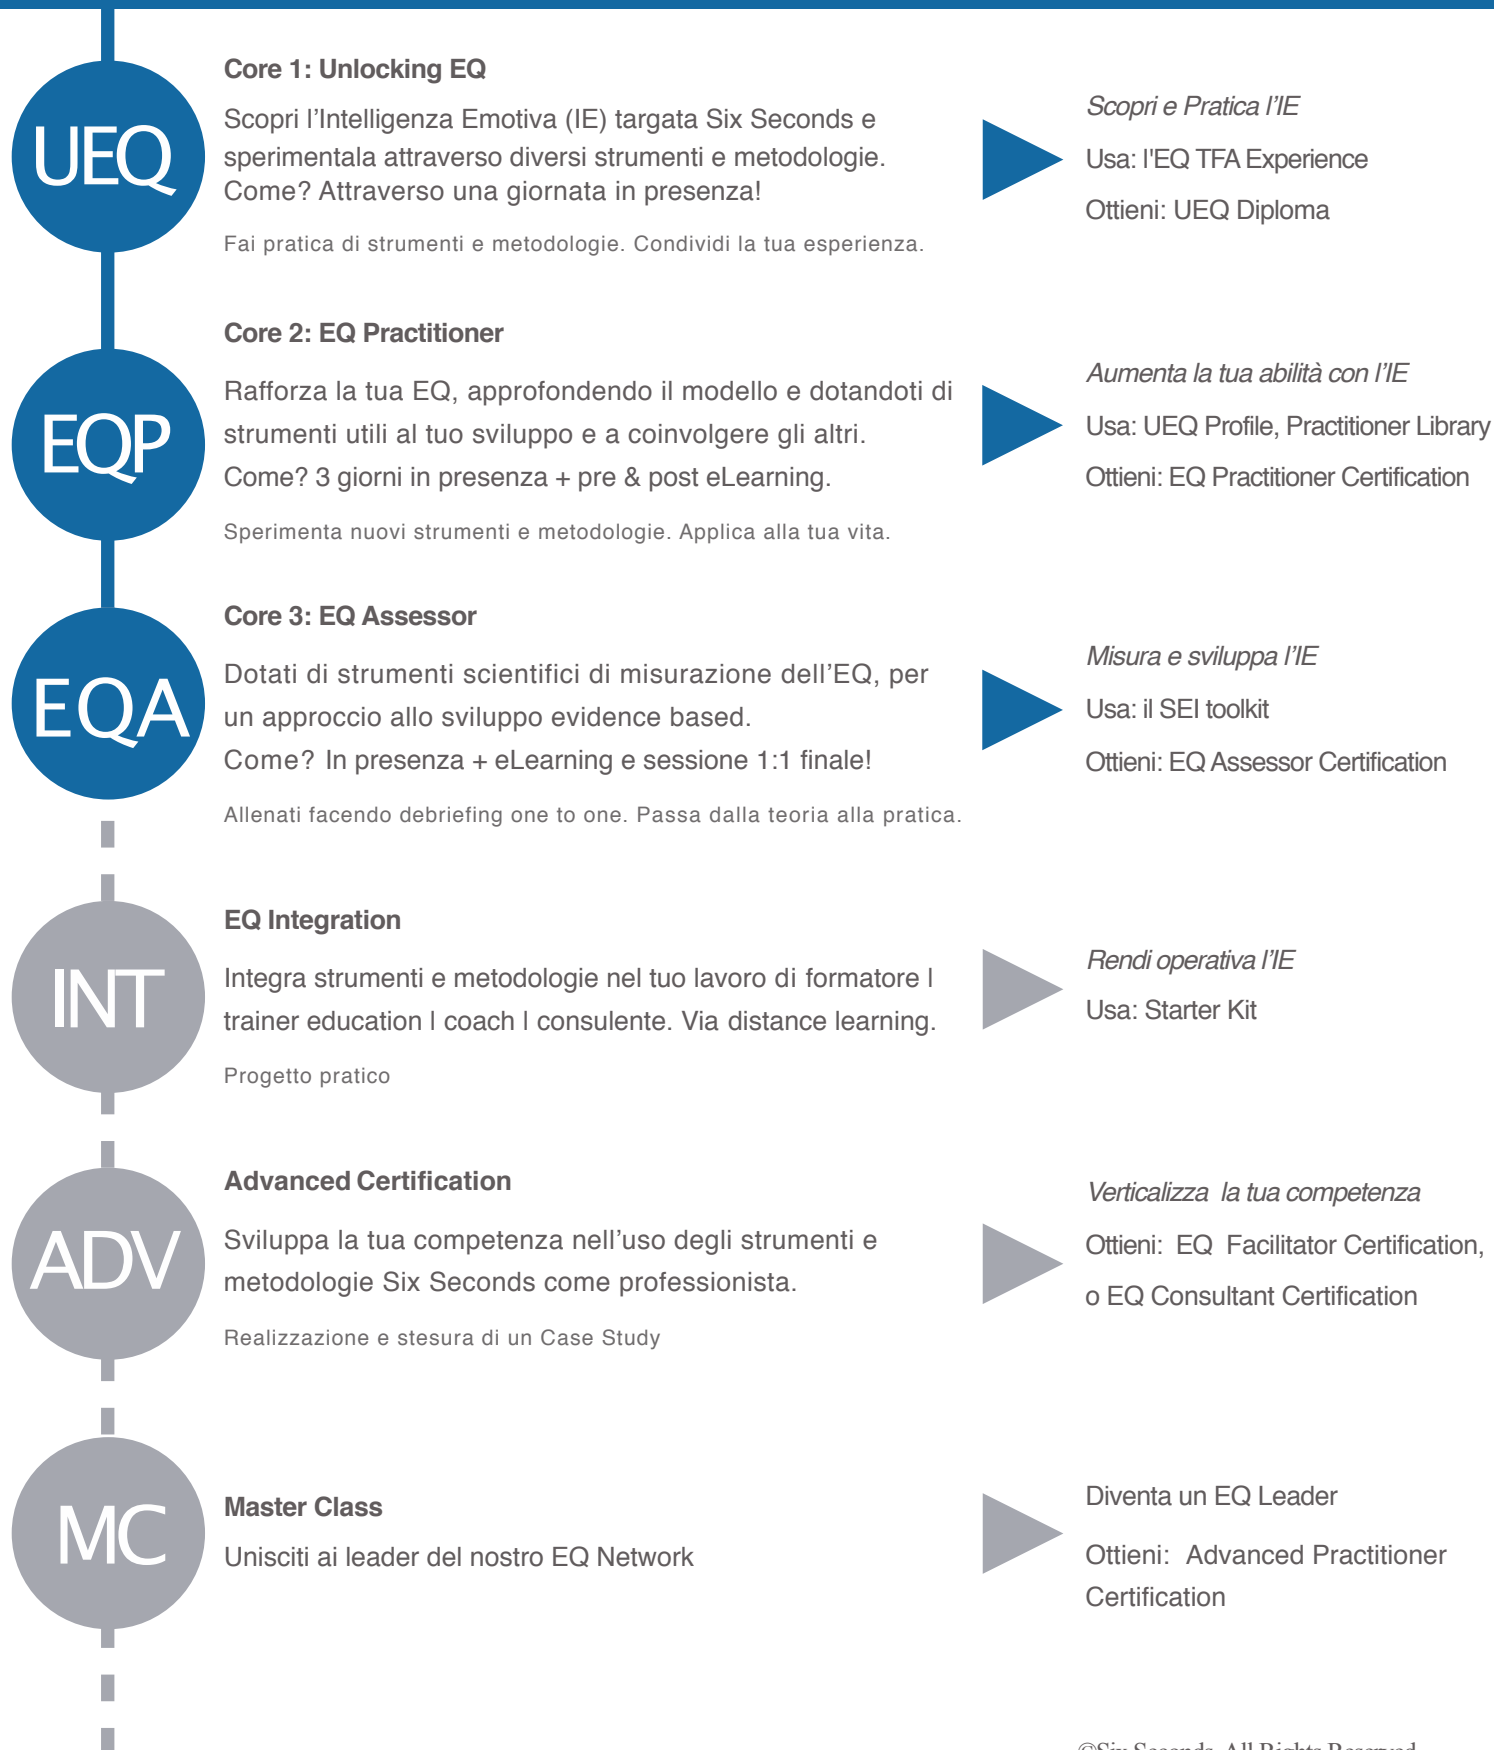 UEQ
Core 1: Unlocking EQ
Scopri l’Intelligenza Emotiva (IE) targata Six Seconds e
sperimentala attraverso diversi strumenti e metodologie.
Come? Attraverso una giornata in presenza!
Fai pratica di strumenti e metodologie. Condividi la tua esperienza.
Scopri e Pratica l’IE
Usa: l'EQ TFA Experience
Ottieni: UEQ Diploma
EQP
Core 2: EQ Practitioner
Rafforza la tua EQ, approfondendo il modello e dotandoti di
strumenti utili al tuo sviluppo e a coinvolgere gli altri.
Come? 3 giorni in presenza + pre & post eLearning.
Sperimenta nuovi strumenti e metodologie. Applica alla tua vita.
Aumenta la tua abilità con l’IE
Usa: UEQ Profile, Practitioner Library
Ottieni: EQ Practitioner Certification
EQA
Core 3: EQ Assessor
Dotati di strumenti scientifici di misurazione dell’EQ, per
un approccio allo sviluppo evidence based.
Come? In presenza + eLearning e sessione 1:1 finale!
Allenati facendo debriefing one to one. Passa dalla teoria alla pratica.
Misura e sviluppa l’IE
Usa: il SEI toolkit
Ottieni: EQ Assessor Certification
INT
EQ Integration
Integra strumenti e metodologie nel tuo lavoro di formatore l
trainer education l coach l consulente. Via distance learning.
Progetto pratico
Rendi operativa l’IE
Usa: Starter Kit
ADV
Advanced Certification
Sviluppa la tua competenza nell’uso degli strumenti e
metodologie Six Seconds come professionista.
Realizzazione e stesura di un Case Study
Verticalizza la tua competenza
Ottieni: EQ Facilitator Certification,
o EQ Consultant Certification
MC
Master Class
Unisciti ai leader del nostro EQ Network
Diventa un EQ Leader
Ottieni: Advanced Practitioner
Certification
©Six Seconds. All Rights Reserved